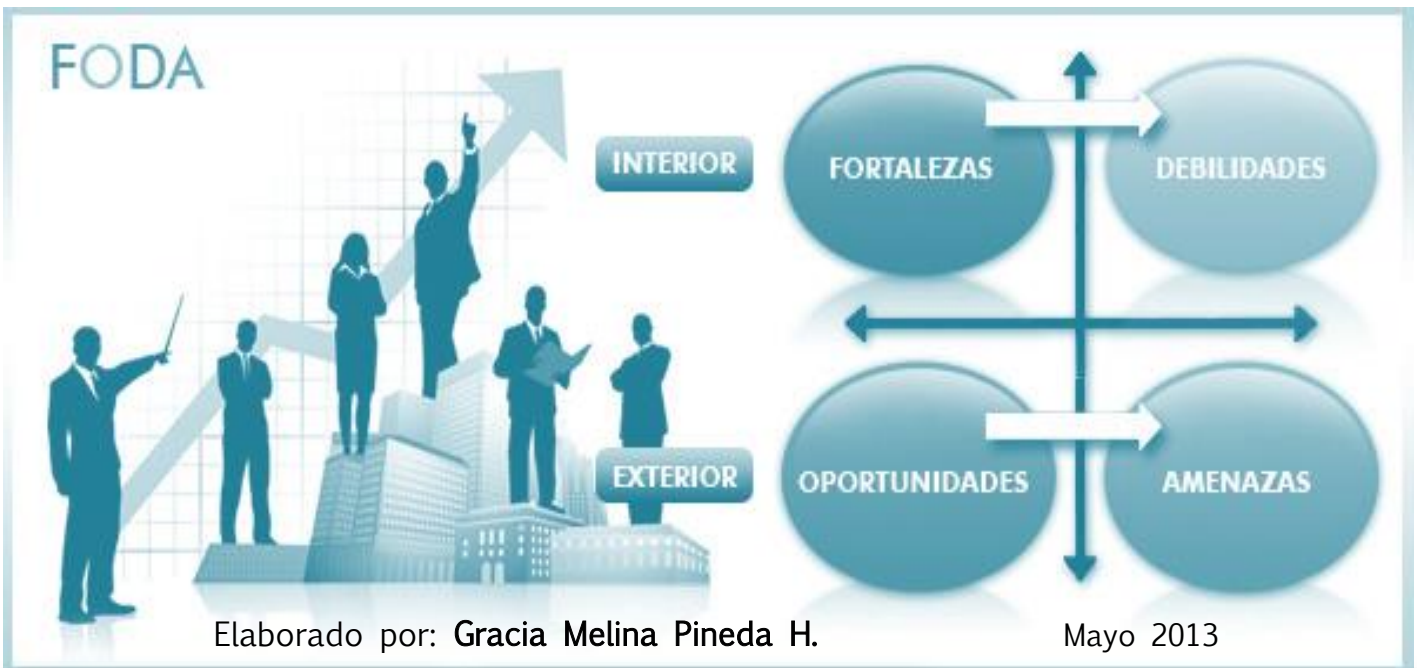 FODA
INTERIOR
FORTALEZAS
DEBILIDADES
EXTERIOR
OPORTUNIDADES
AMENAZAS
Elaborado por: Gracia Melina Pineda H.
Mayo 2013